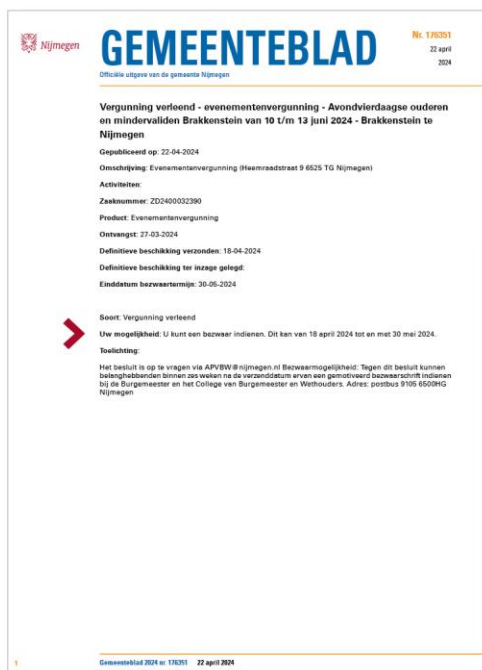 Nijmegen
GEMEENTEBLAD
Officiële uitgave van de gemeente Nijmegen
Nr. 176351
22 april
2024
Vergunning verleend - evenementenvergunning - Avondvierdaagse ouderen
en mindervaliden Brakkenstein van 10 t/m 13 juni 2024 - Brakkenstein te
Nijmegen
Gepubliceerd op: 22-04-2024
Omschrijving: Evenementenvergunning (Heemraadstraat 9 6525 TG Nijmegen)
Activiteiten:
Zaaknummer: ZD2400032390
Product: Evenementenvergunning
Ontvangst: 27-03-2024
Definitieve beschikking verzonden: 18-04-2024
Definitieve beschikking ter inzage gelegd:
Einddatum bezwaartermijn: 30-05-2024
Soort: Vergunning verleend
Uw mogelijkheid: U kunt een bezwaar indienen. Dit kan van 18 april 2024 tot en met 30 mei 2024.
Toelichting:
Het besluit is op te vragen via APVBW@nijmegen.nl Bezwaarmogelijkheid: Tegen dit besluit kunnen
belanghebbenden binnen zes weken na de verzenddatum ervan een gemotiveerd bezwaarschrift indienen
bij de Burgemeester en het College van Burgemeester en Wethouders. Adres: postbus 9105 6500HG
Nijmegen
1
Gemeenteblad 2024 nr. 176351
22 april 2024